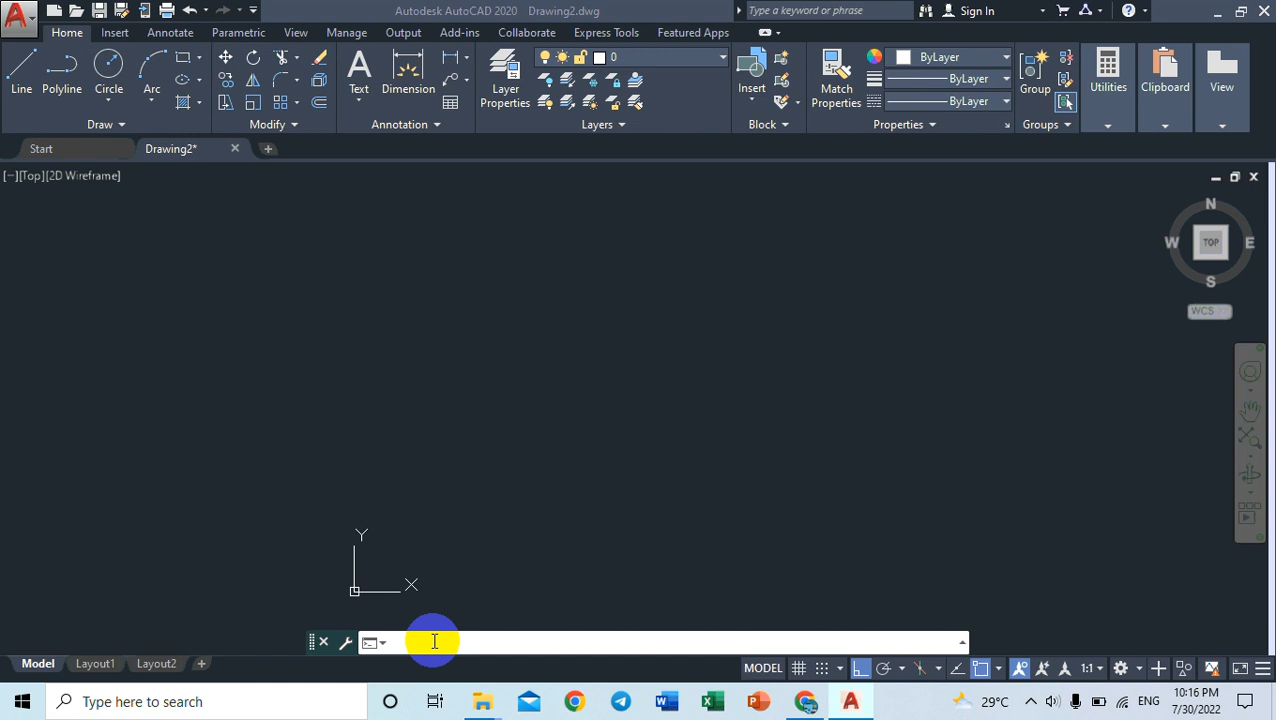 A Autodesk AutoCAD 2020 Drawing2.dwg Type a keyword or phrase Sign In
Home Insert Annotate Parametric View Manage Output Add-ins Collaborate Express Tools Featured Apps
0 ByLayer
ByLayer
ByLayer
Line Polyline Circle Arc Text Dimension Layer Properties Insert Match Properties Group Utilities Clipboard View
Draw Modify Annotation Layers Block Properties Groups
Start Drawing2*
[−][Top][2D Wireframe]
N
W TOP E
S
WCS
Y
X
Model Layout1 Layout2 MODEL 1:1
Type here to search 29°C ENG 10:16 PM
7/30/2022